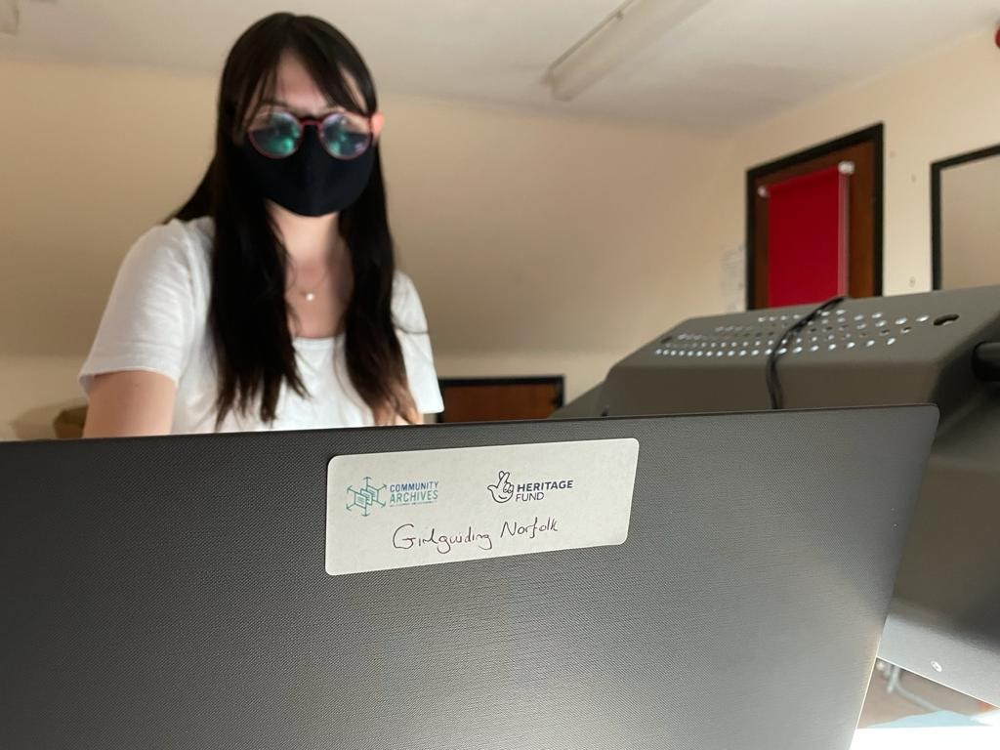 COMMUNITY
ARCHIVES
HERITAGE
FUND
Girlguiding Norfolk